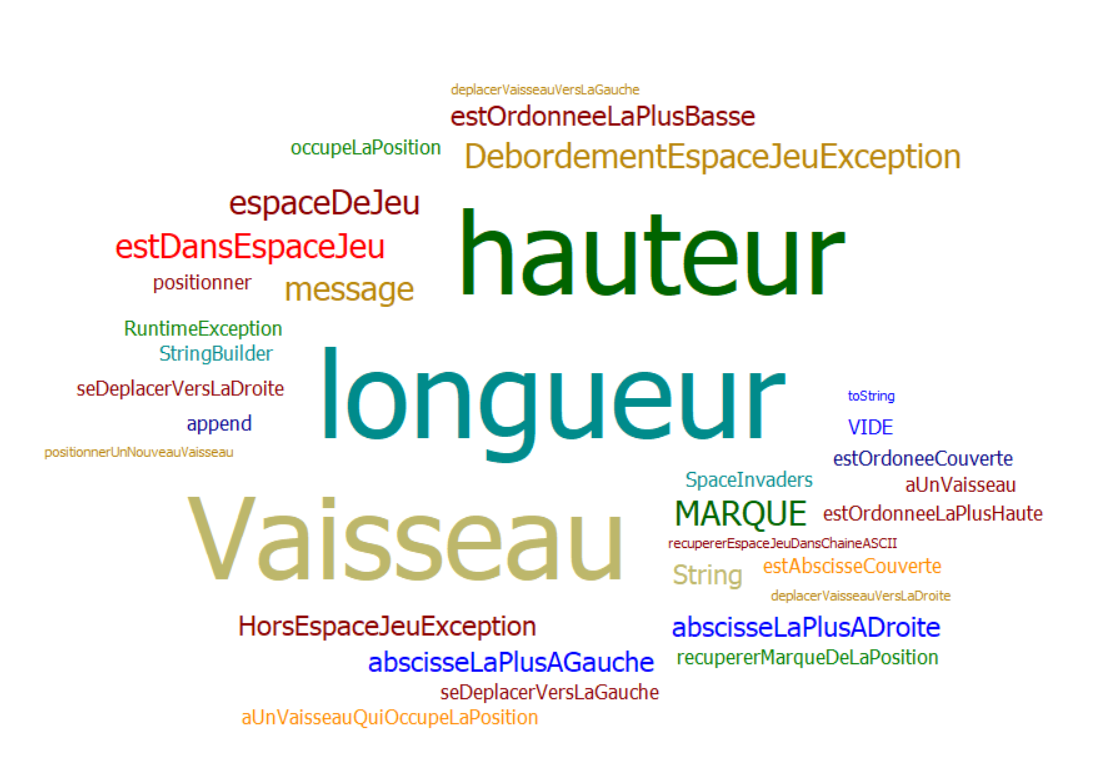 deplacerVaisseauVersLaGauche
estOrdonneeLaPlusBasse
occupeLaPosition
DebordementEspaceJeuException
espaceDeJeu
hauteur
estDansEspaceJeu
positionner
message
RuntimeException
StringBuilder
longueur
seDeplacerVersLaDroite
toString
append
VIDE
positionnerUnNouveauVaisseau
estOrdoneeCouverte
SpaceInvaders
aUnVaisseau
Vaisseau
MARQUE
estOrdonneeLaPlusHaute
recupererEspaceJeuDansChaineASCII
String
estAbscisseCouverte
deplacerVaisseauVersLaDroite
HorsEspaceJeuException
abscisseLaPlusADroite
abscisseLaPlusAGauche
recupererMarqueDeLaPosition
seDeplacerVersLaGauche
aUnVaisseauQuiOccupeLaPosition